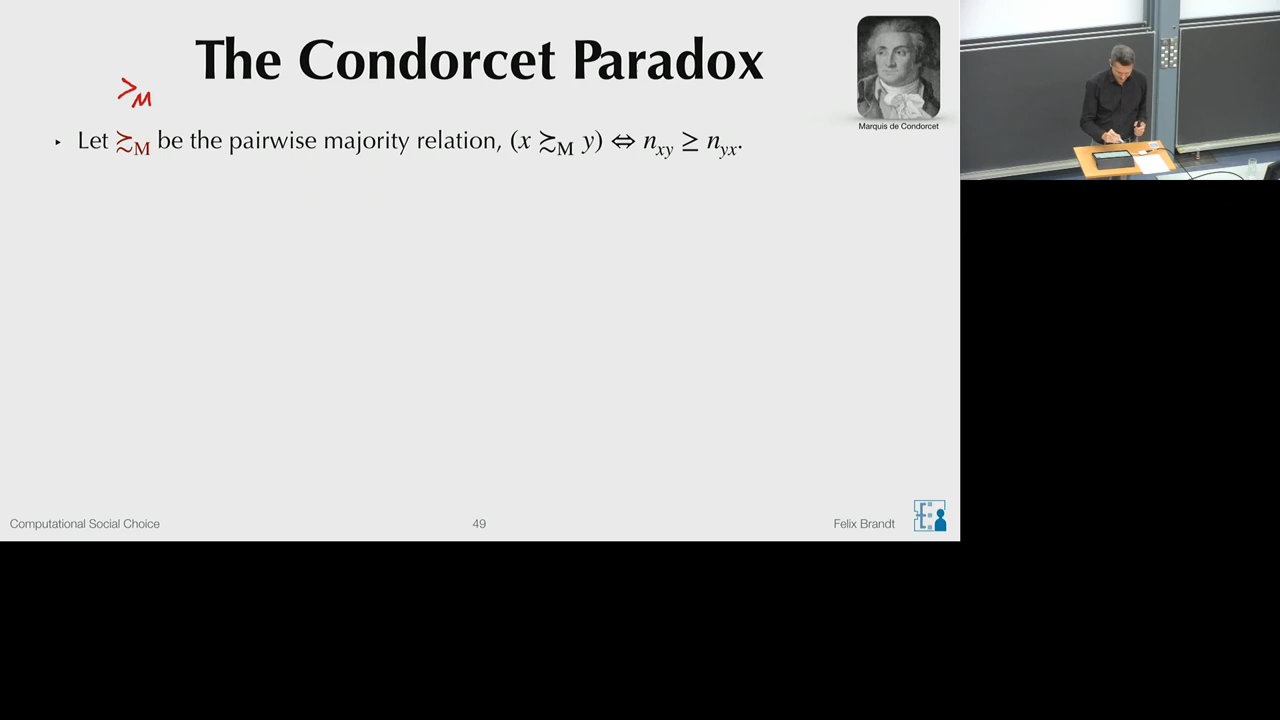 The Condorcet Paradox
>M
Marquis de Condorcet
‣ Let ≿M be the pairwise majority relation, (x ≿M y) ⇔ nxy ≥ nyx.
Computational Social Choice
49
Felix Brandt